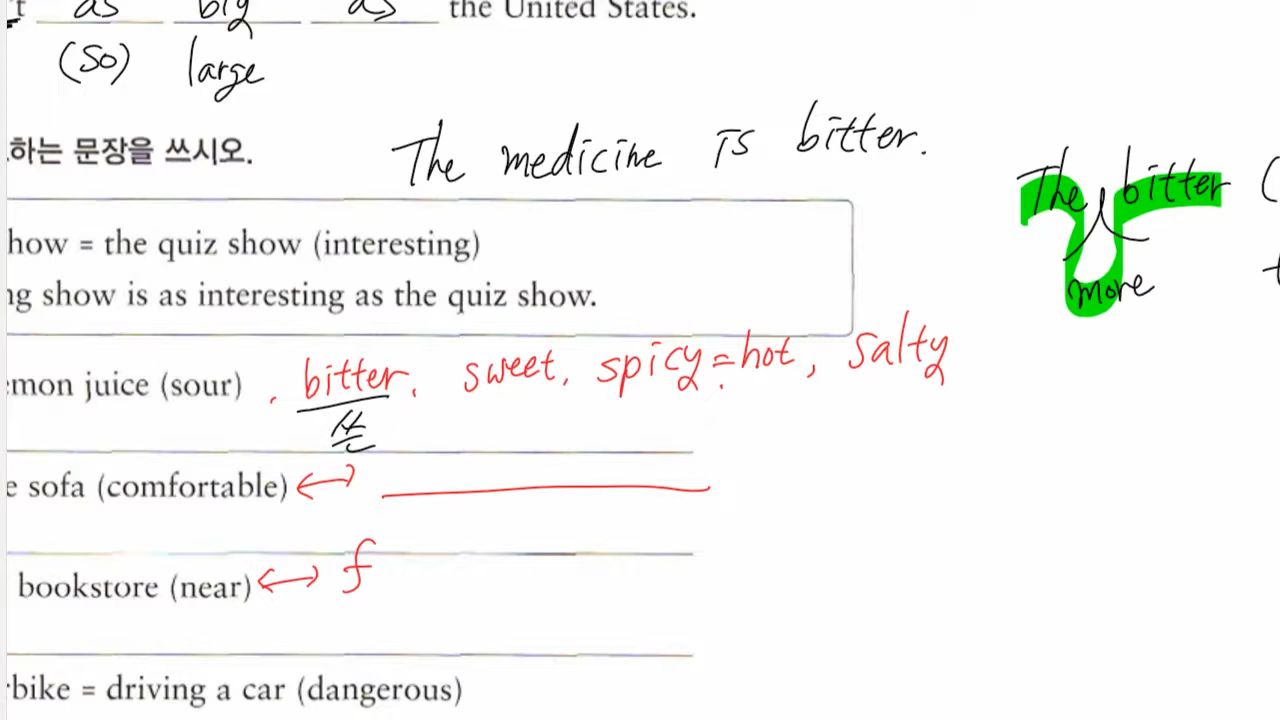 as big as the United States.
(So) large
하는 문장을 쓰시오.
The medicine is bitter.
The bitter (
more
how = the quiz show (interesting)
ng show is as interesting as the quiz show.
mon juice (sour) , bitter, sweet, spicy = hot, salty
쓴
e sofa (comfortable) ↔
bookstore (near) ↔ f
bike = driving a car (dangerous)